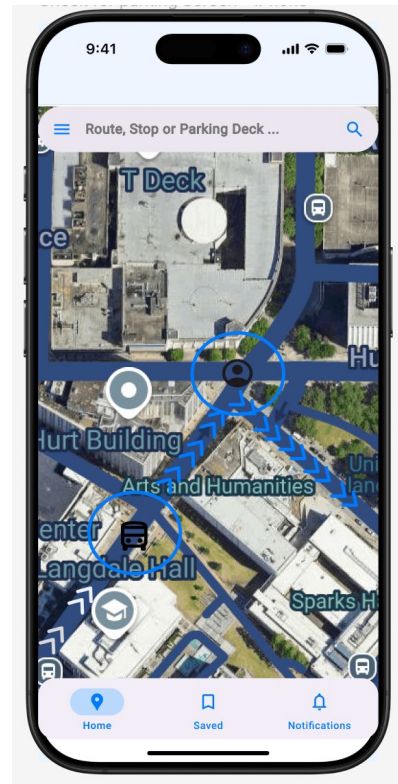 9:41
Route, Stop or Parking Deck ...
T Deck
ce
Hu
Hurt Building
Uni
Arts and Humanities
enter
Langdale Hall
Sparks H
Home
Saved
Notifications